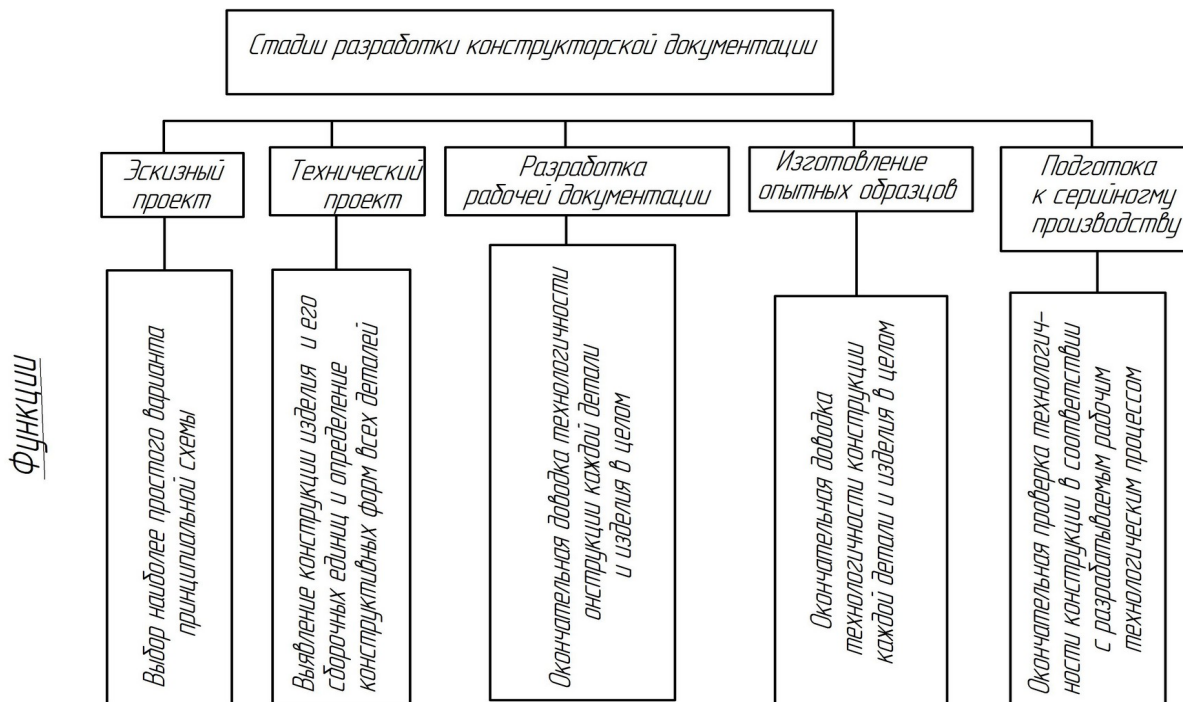 Стадии разработки конструкторской документации
Эскизный
проект
Технический
проект
Разработка
рабочей документации
Изготовление
опытных образцов
Подготока
к серийногму
производству
Функции
Выбор наиболее простого варианта
принципиальной схемы
Выявление конструкции изделия и его
сборочных единиц и определение
конструктивных форм всех деталей
Окончательная доводка технологичности
онструкции каждой детали
и изделия в целом
Окончательная доводка
технологичности конструкции
каждой детали и изделия в целом
Окончательная проверка технологич-
ности конструкции в соответствии
с разрабатываемым рабочим
технологическим процессом